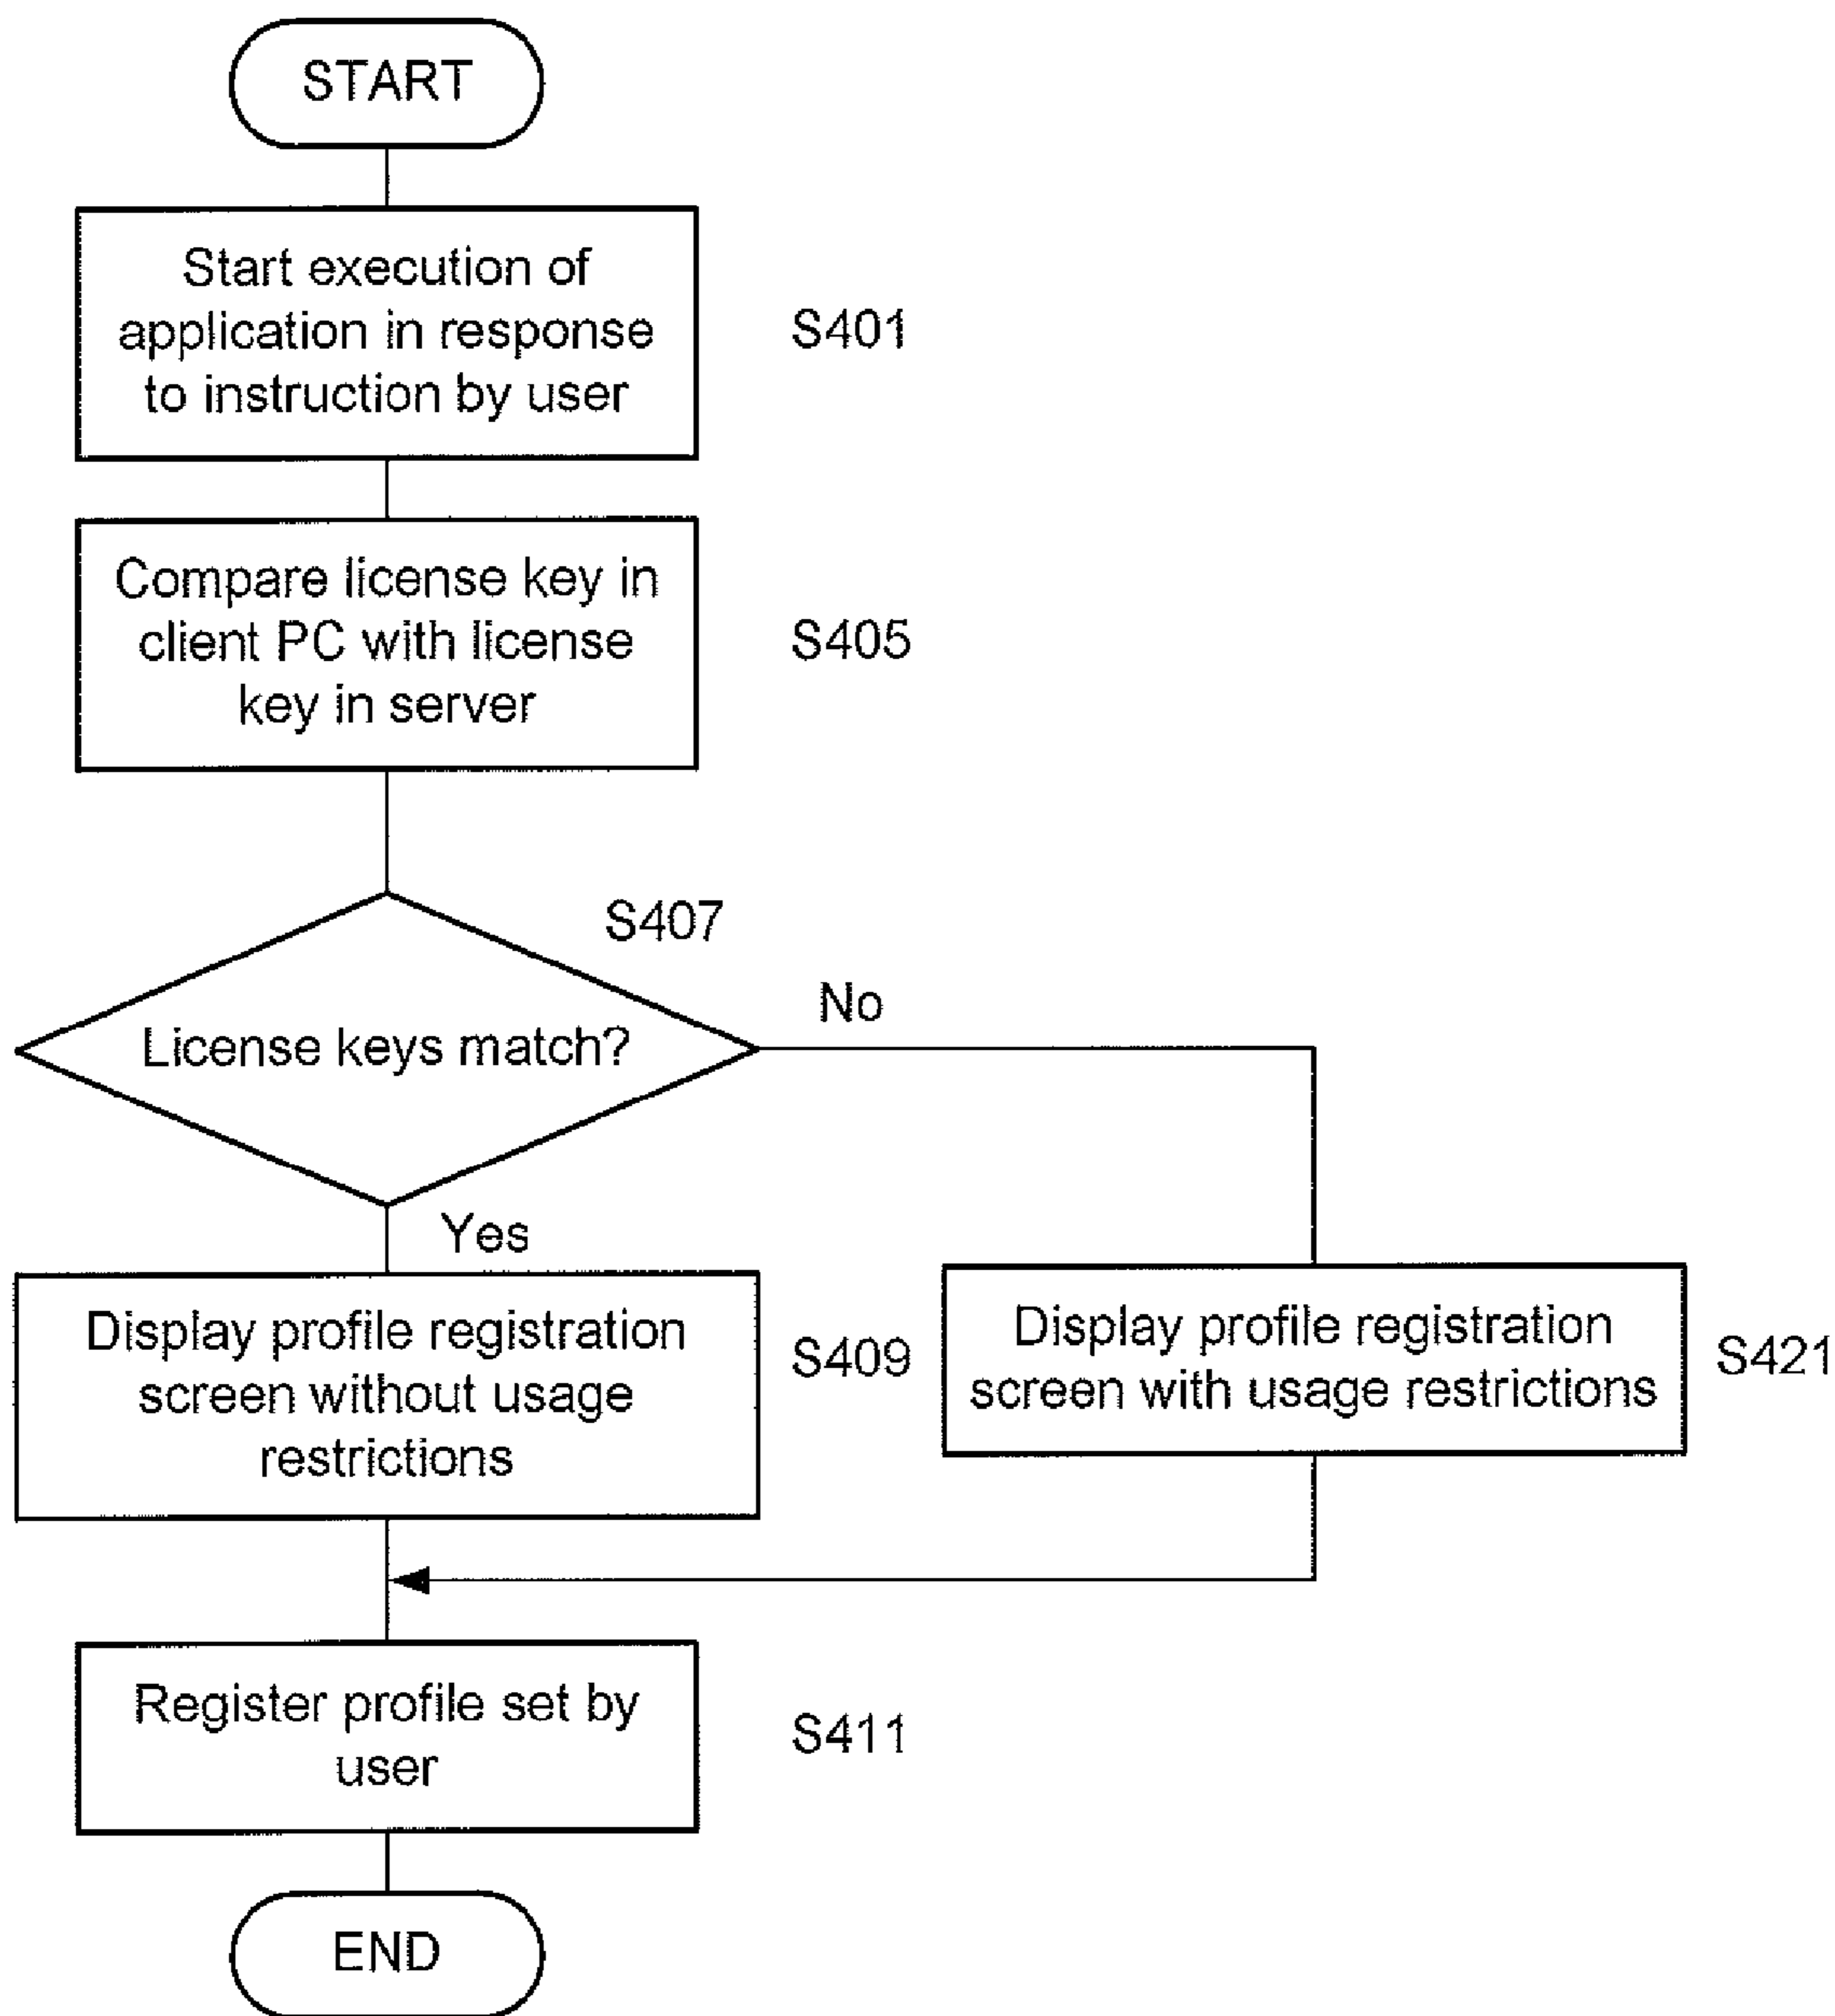 START
Start execution of
application in response
to instruction by user
S401
Compare license key in
client PC with license
key in server
S405
S407
License keys match?
No
Yes
Display profile registration
screen without usage
restrictions
S409
Display profile registration
screen with usage restrictions
S421
Register profile set by
user
S411
END